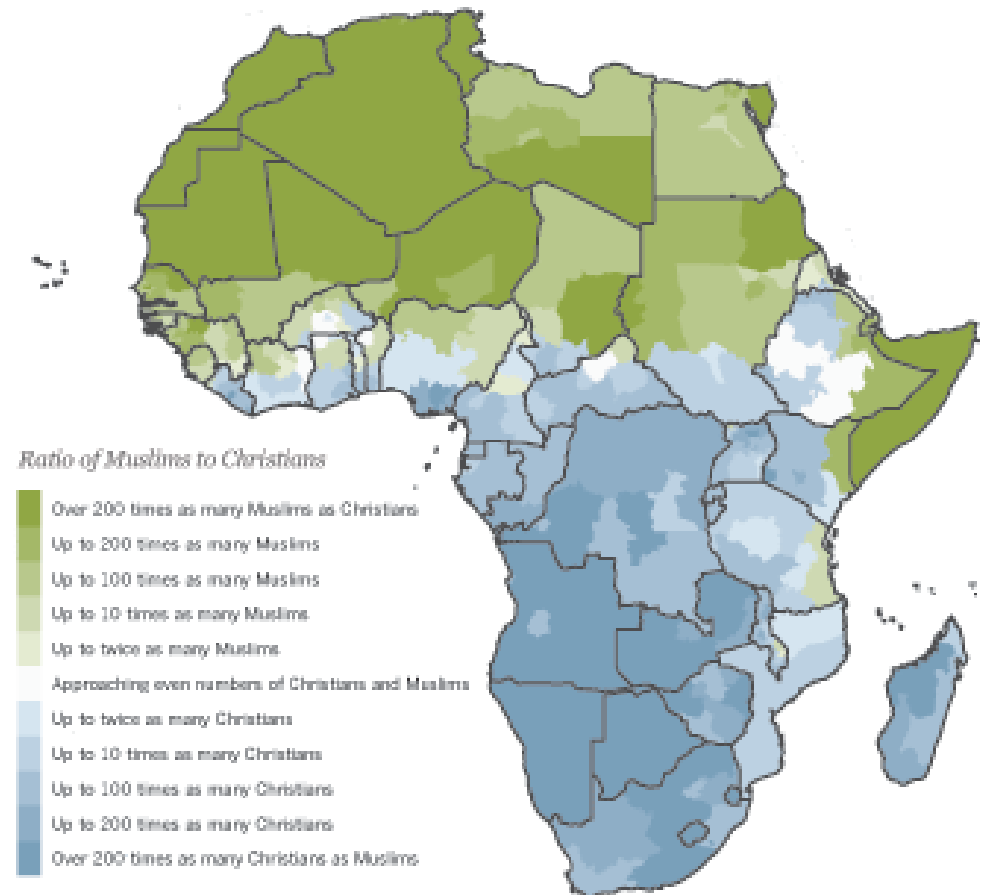 Ratio of Muslims to Christians
Over 200 times as many Muslims as Christians
Up to 200 times as many Muslims
Up to 100 times as many Muslims
Up to 10 times as many Muslims
Up to twice as many Muslims
Approaching even numbers of Christians and Muslims
Up to twice as many Christians
Up to 10 times as many Christians
Up to 100 times as many Christians
Up to 200 times as many Christians
Over 200 times as many Christians as Muslims